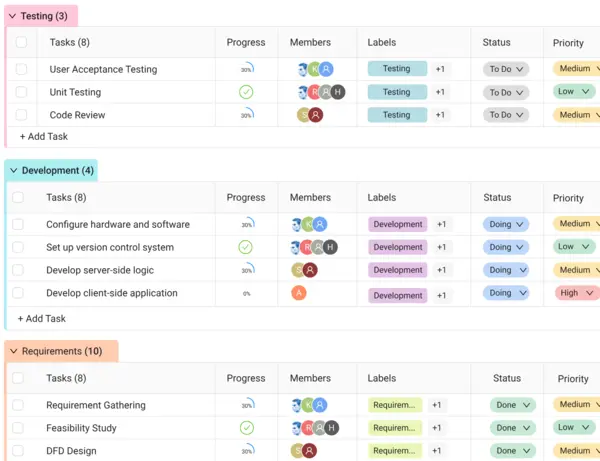 Testing (3)
Tasks (8) Progress Members Labels Status Priority
User Acceptance Testing 30% K Testing +1 To Do Medium
Unit Testing R H Testing +1 To Do Low
Code Review 30% S Testing +1 To Do Medium
+ Add Task
Development (4)
Tasks (8) Progress Members Labels Status Priority
Configure hardware and software 30% K Development +1 Doing Medium
Set up version control system R H Development +1 Doing Low
Develop server-side logic 30% S Development +1 Doing Medium
Develop client-side application 0% A Development +1 Doing High
+ Add Task
Requirements (10)
Tasks (8) Progress Members Labels Status Priority
Requirement Gathering 30% K Requirem... +1 Done Medium
Feasibility Study R H Requirem... +1 Done Low
DFD Design 30% S Requirem... +1 Done Medium